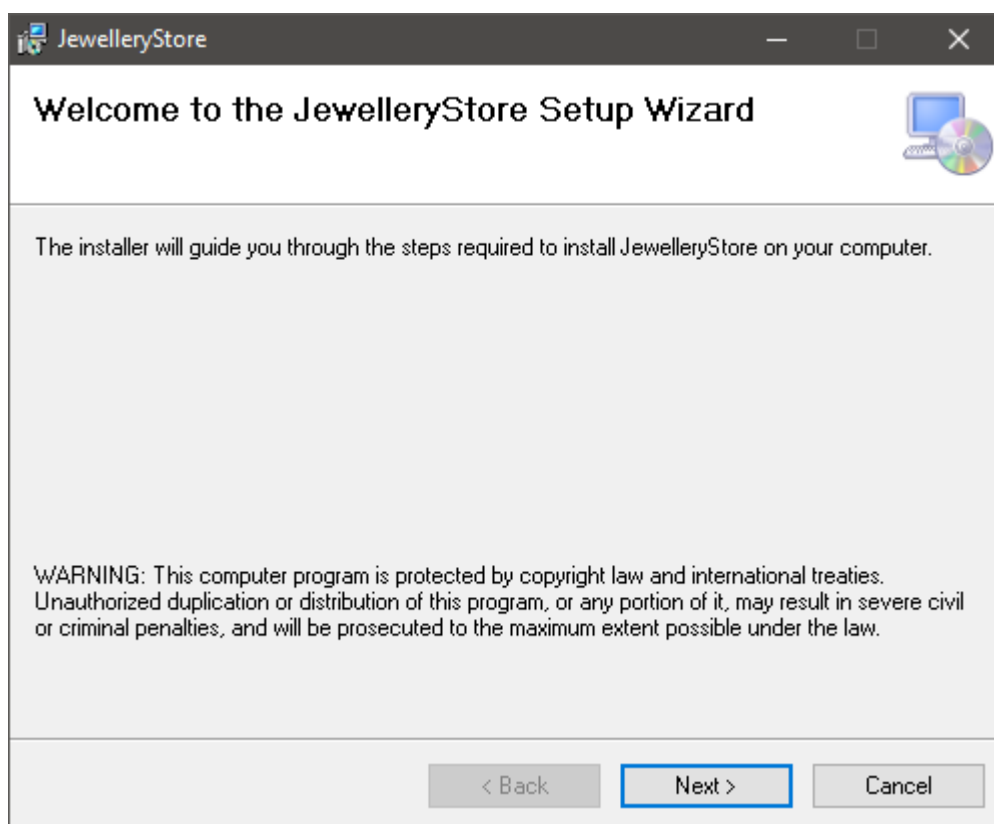 JewelleryStore
Welcome to the JewelleryStore Setup Wizard
The installer will guide you through the steps required to install JewelleryStore on your computer.
WARNING: This computer program is protected by copyright law and international treaties.
Unauthorized duplication or distribution of this program, or any portion of it, may result in severe civil
or criminal penalties, and will be prosecuted to the maximum extent possible under the law.
< Back
Next >
Cancel